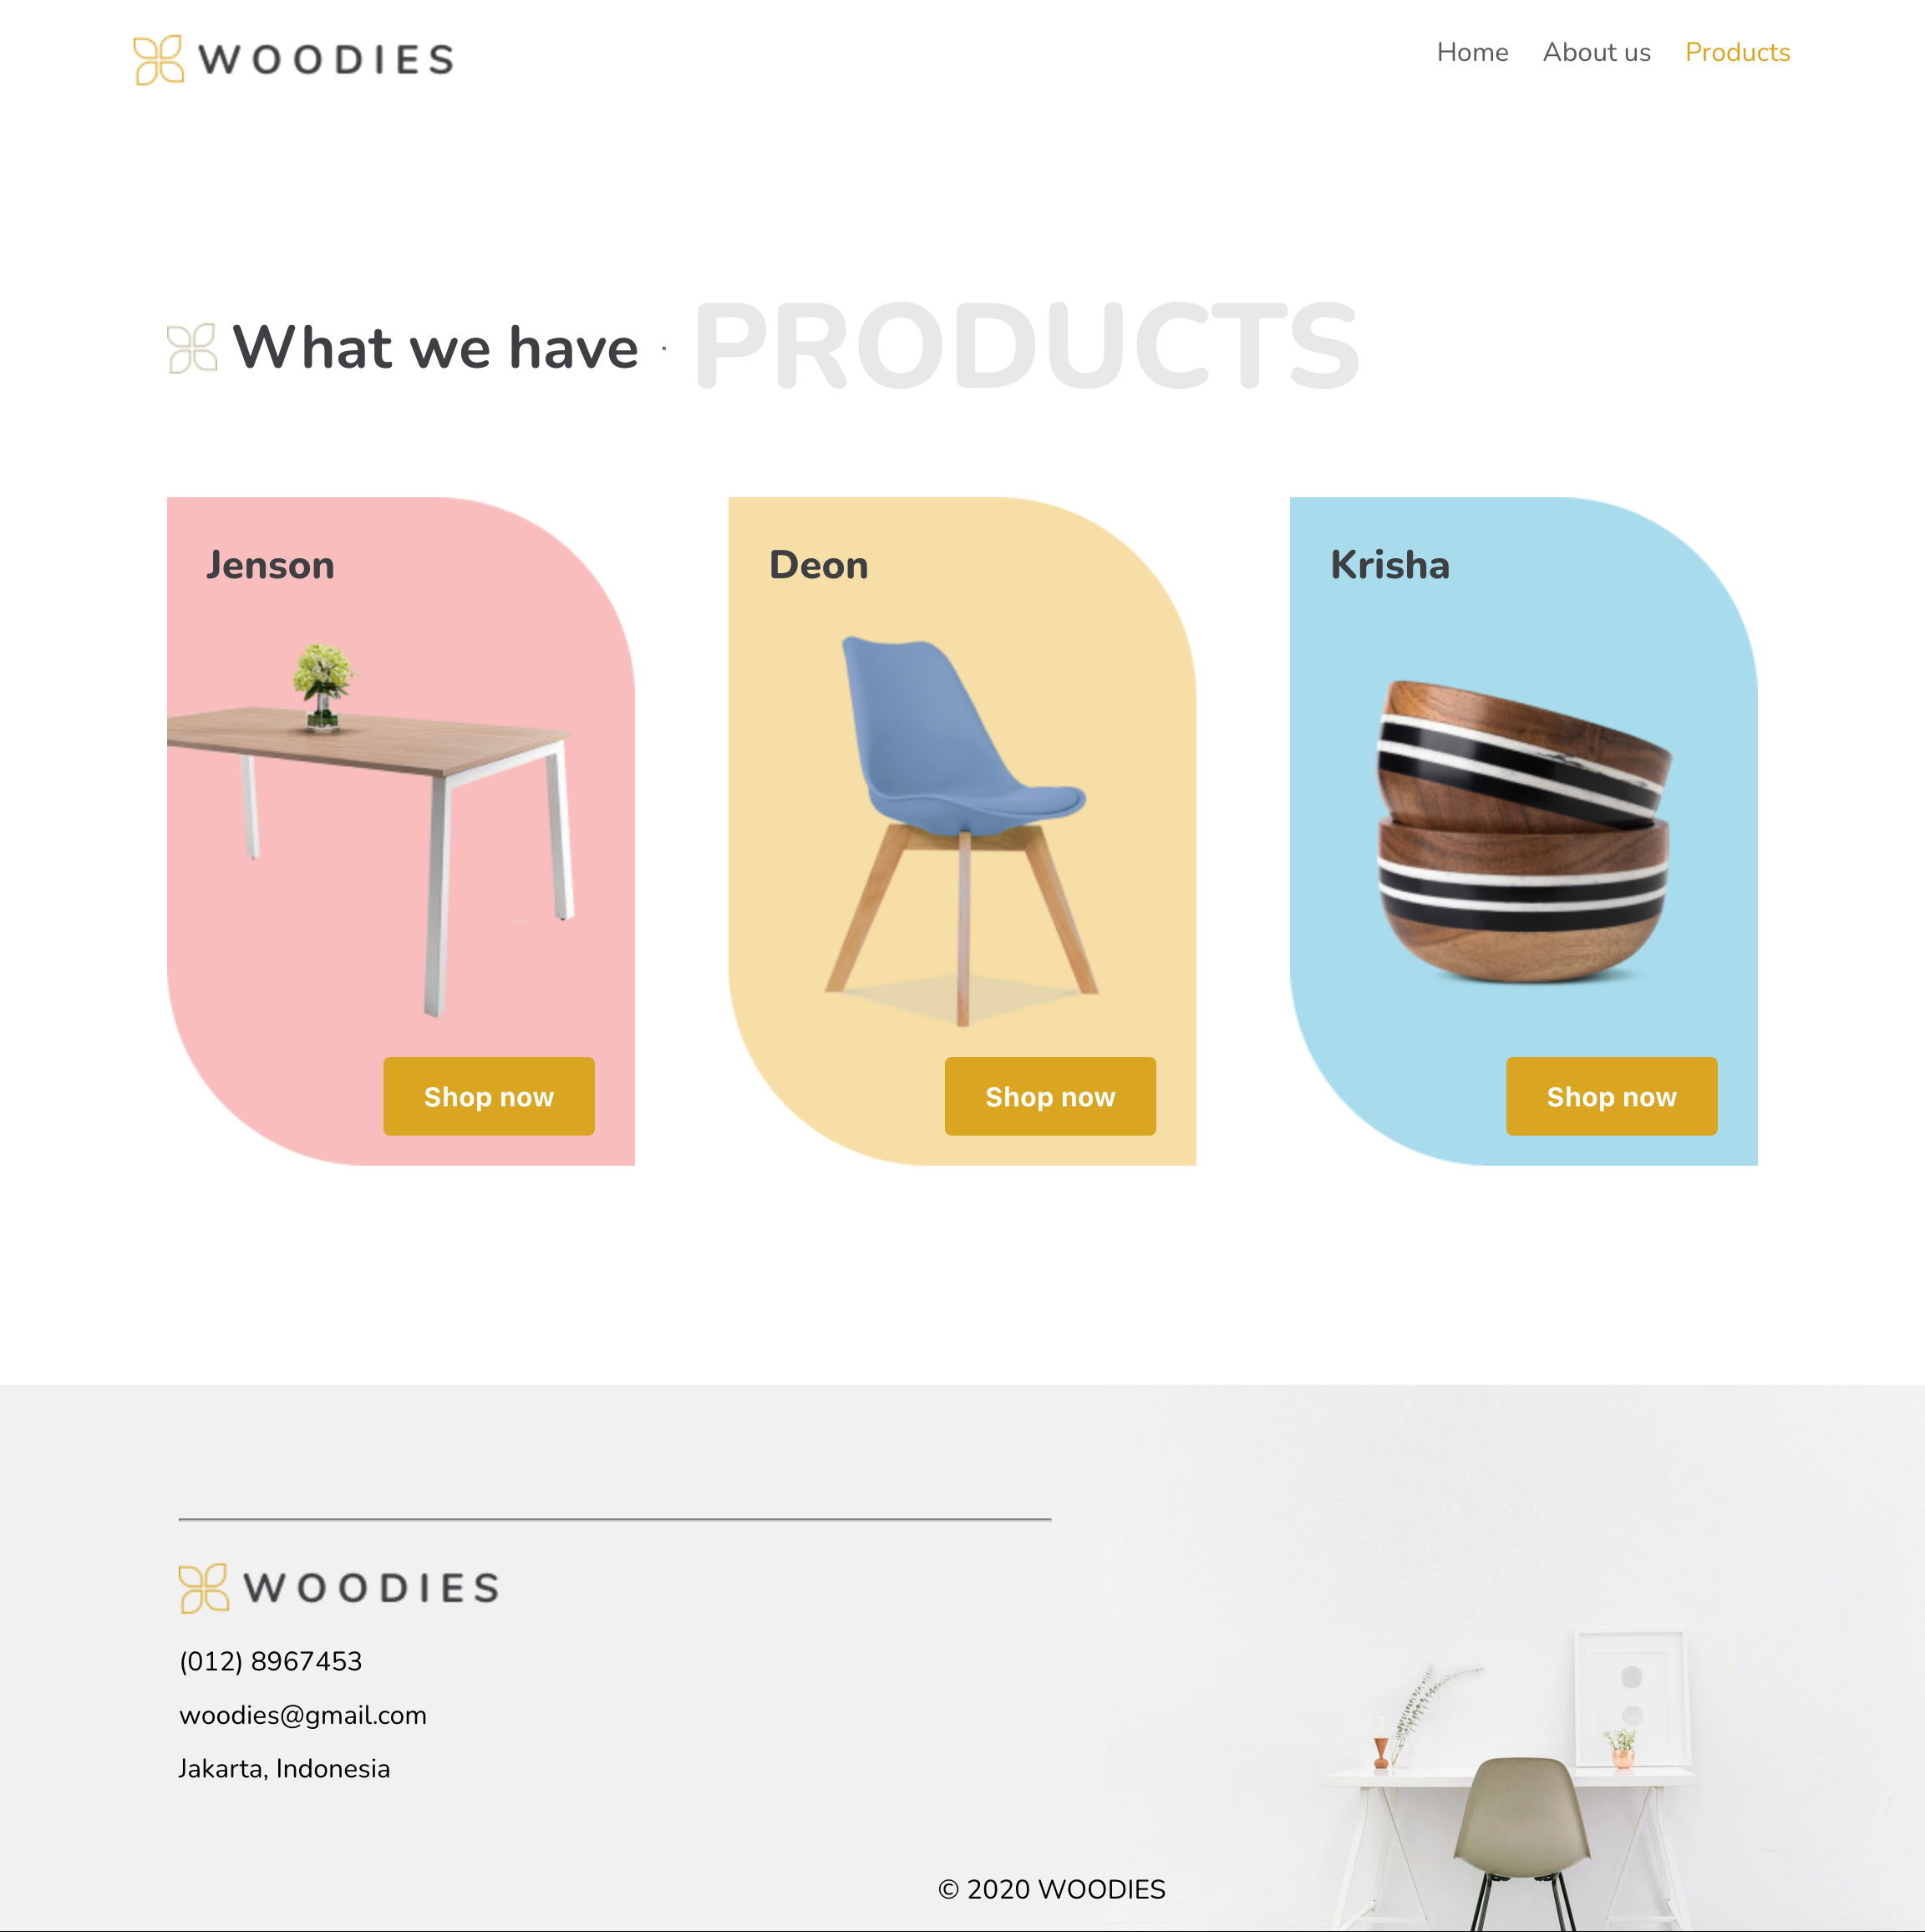 WOODIES
Home About us Products
What we have · PRODUCTS
Jenson
Deon
Krisha
Shop now
Shop now
Shop now
WOODIES
(012) 8967453
woodies@gmail.com
Jakarta, Indonesia
© 2020 WOODIES